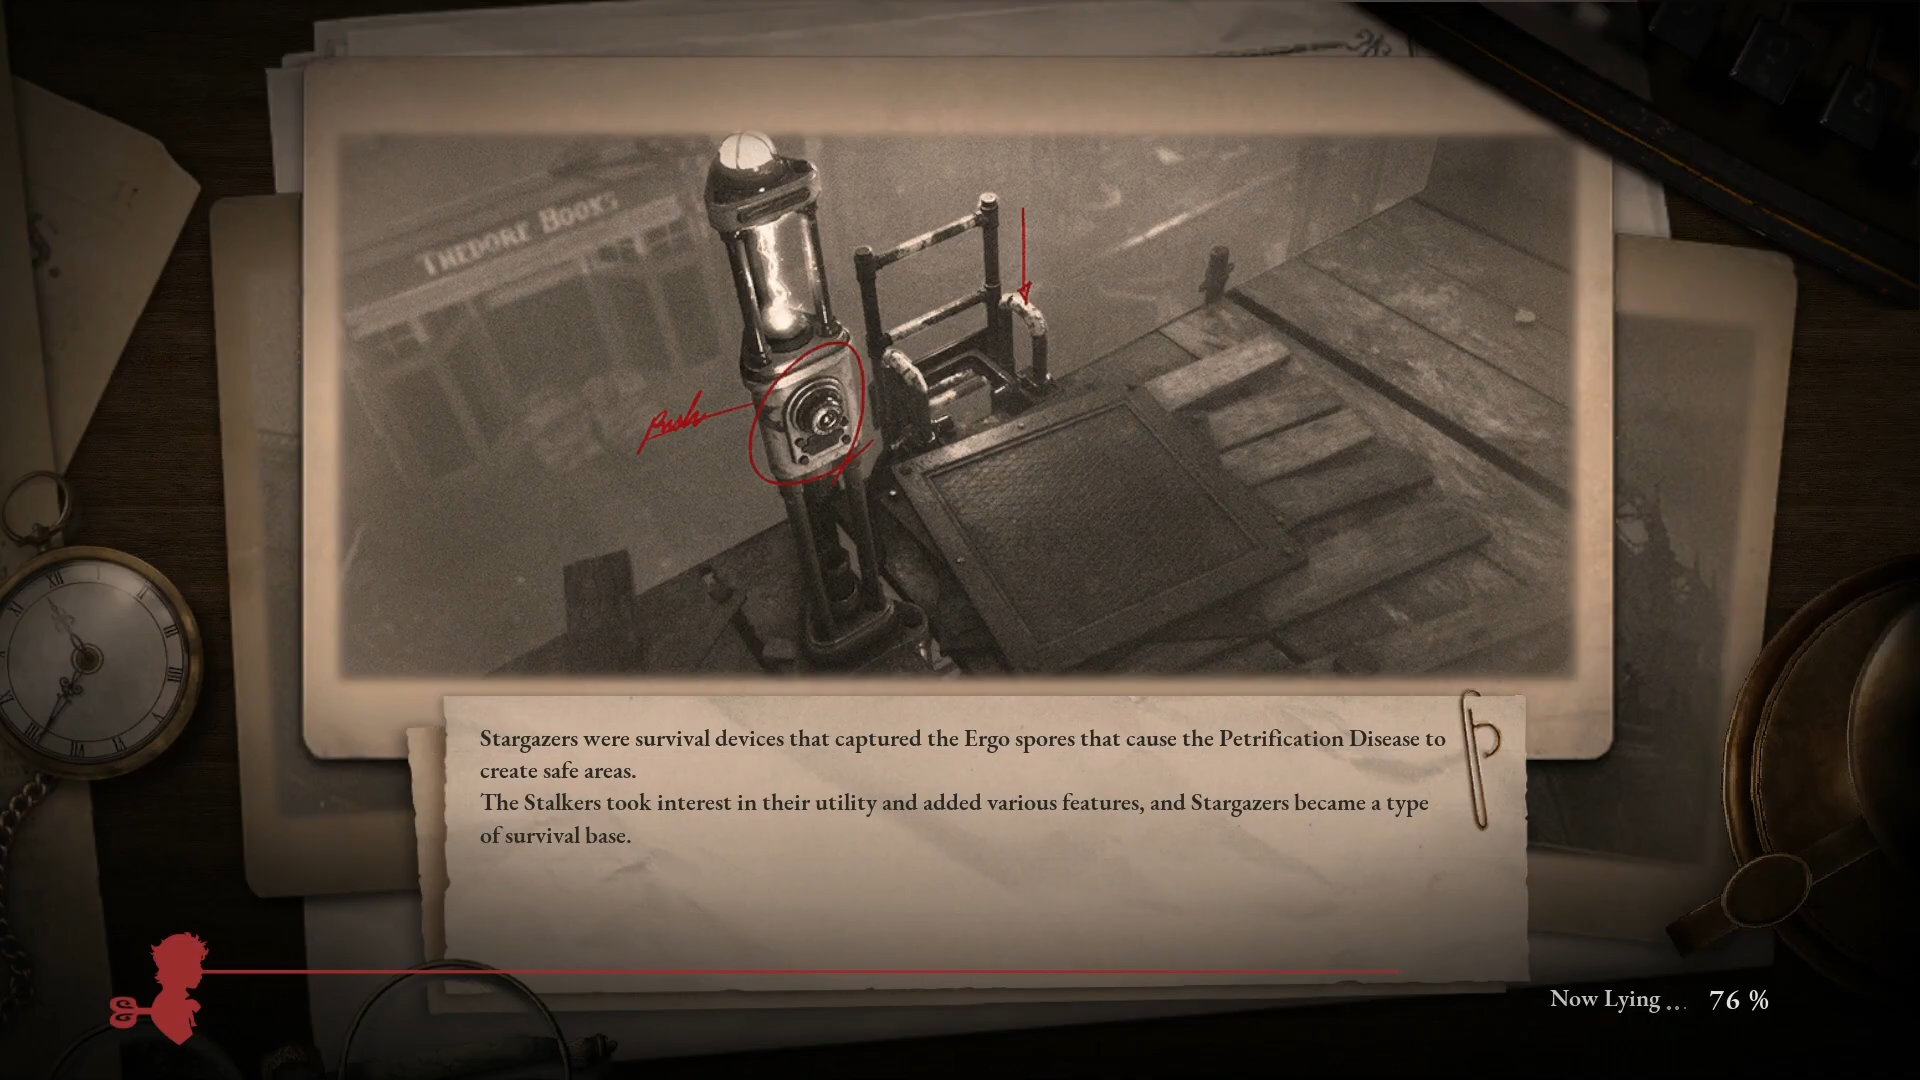 THEDORE BOOKS
Push
Stargazers were survival devices that captured the Ergo spores that cause the Petrification Disease to
create safe areas.
The Stalkers took interest in their utility and added various features, and Stargazers became a type
of survival base.
Now Lying... 76 %